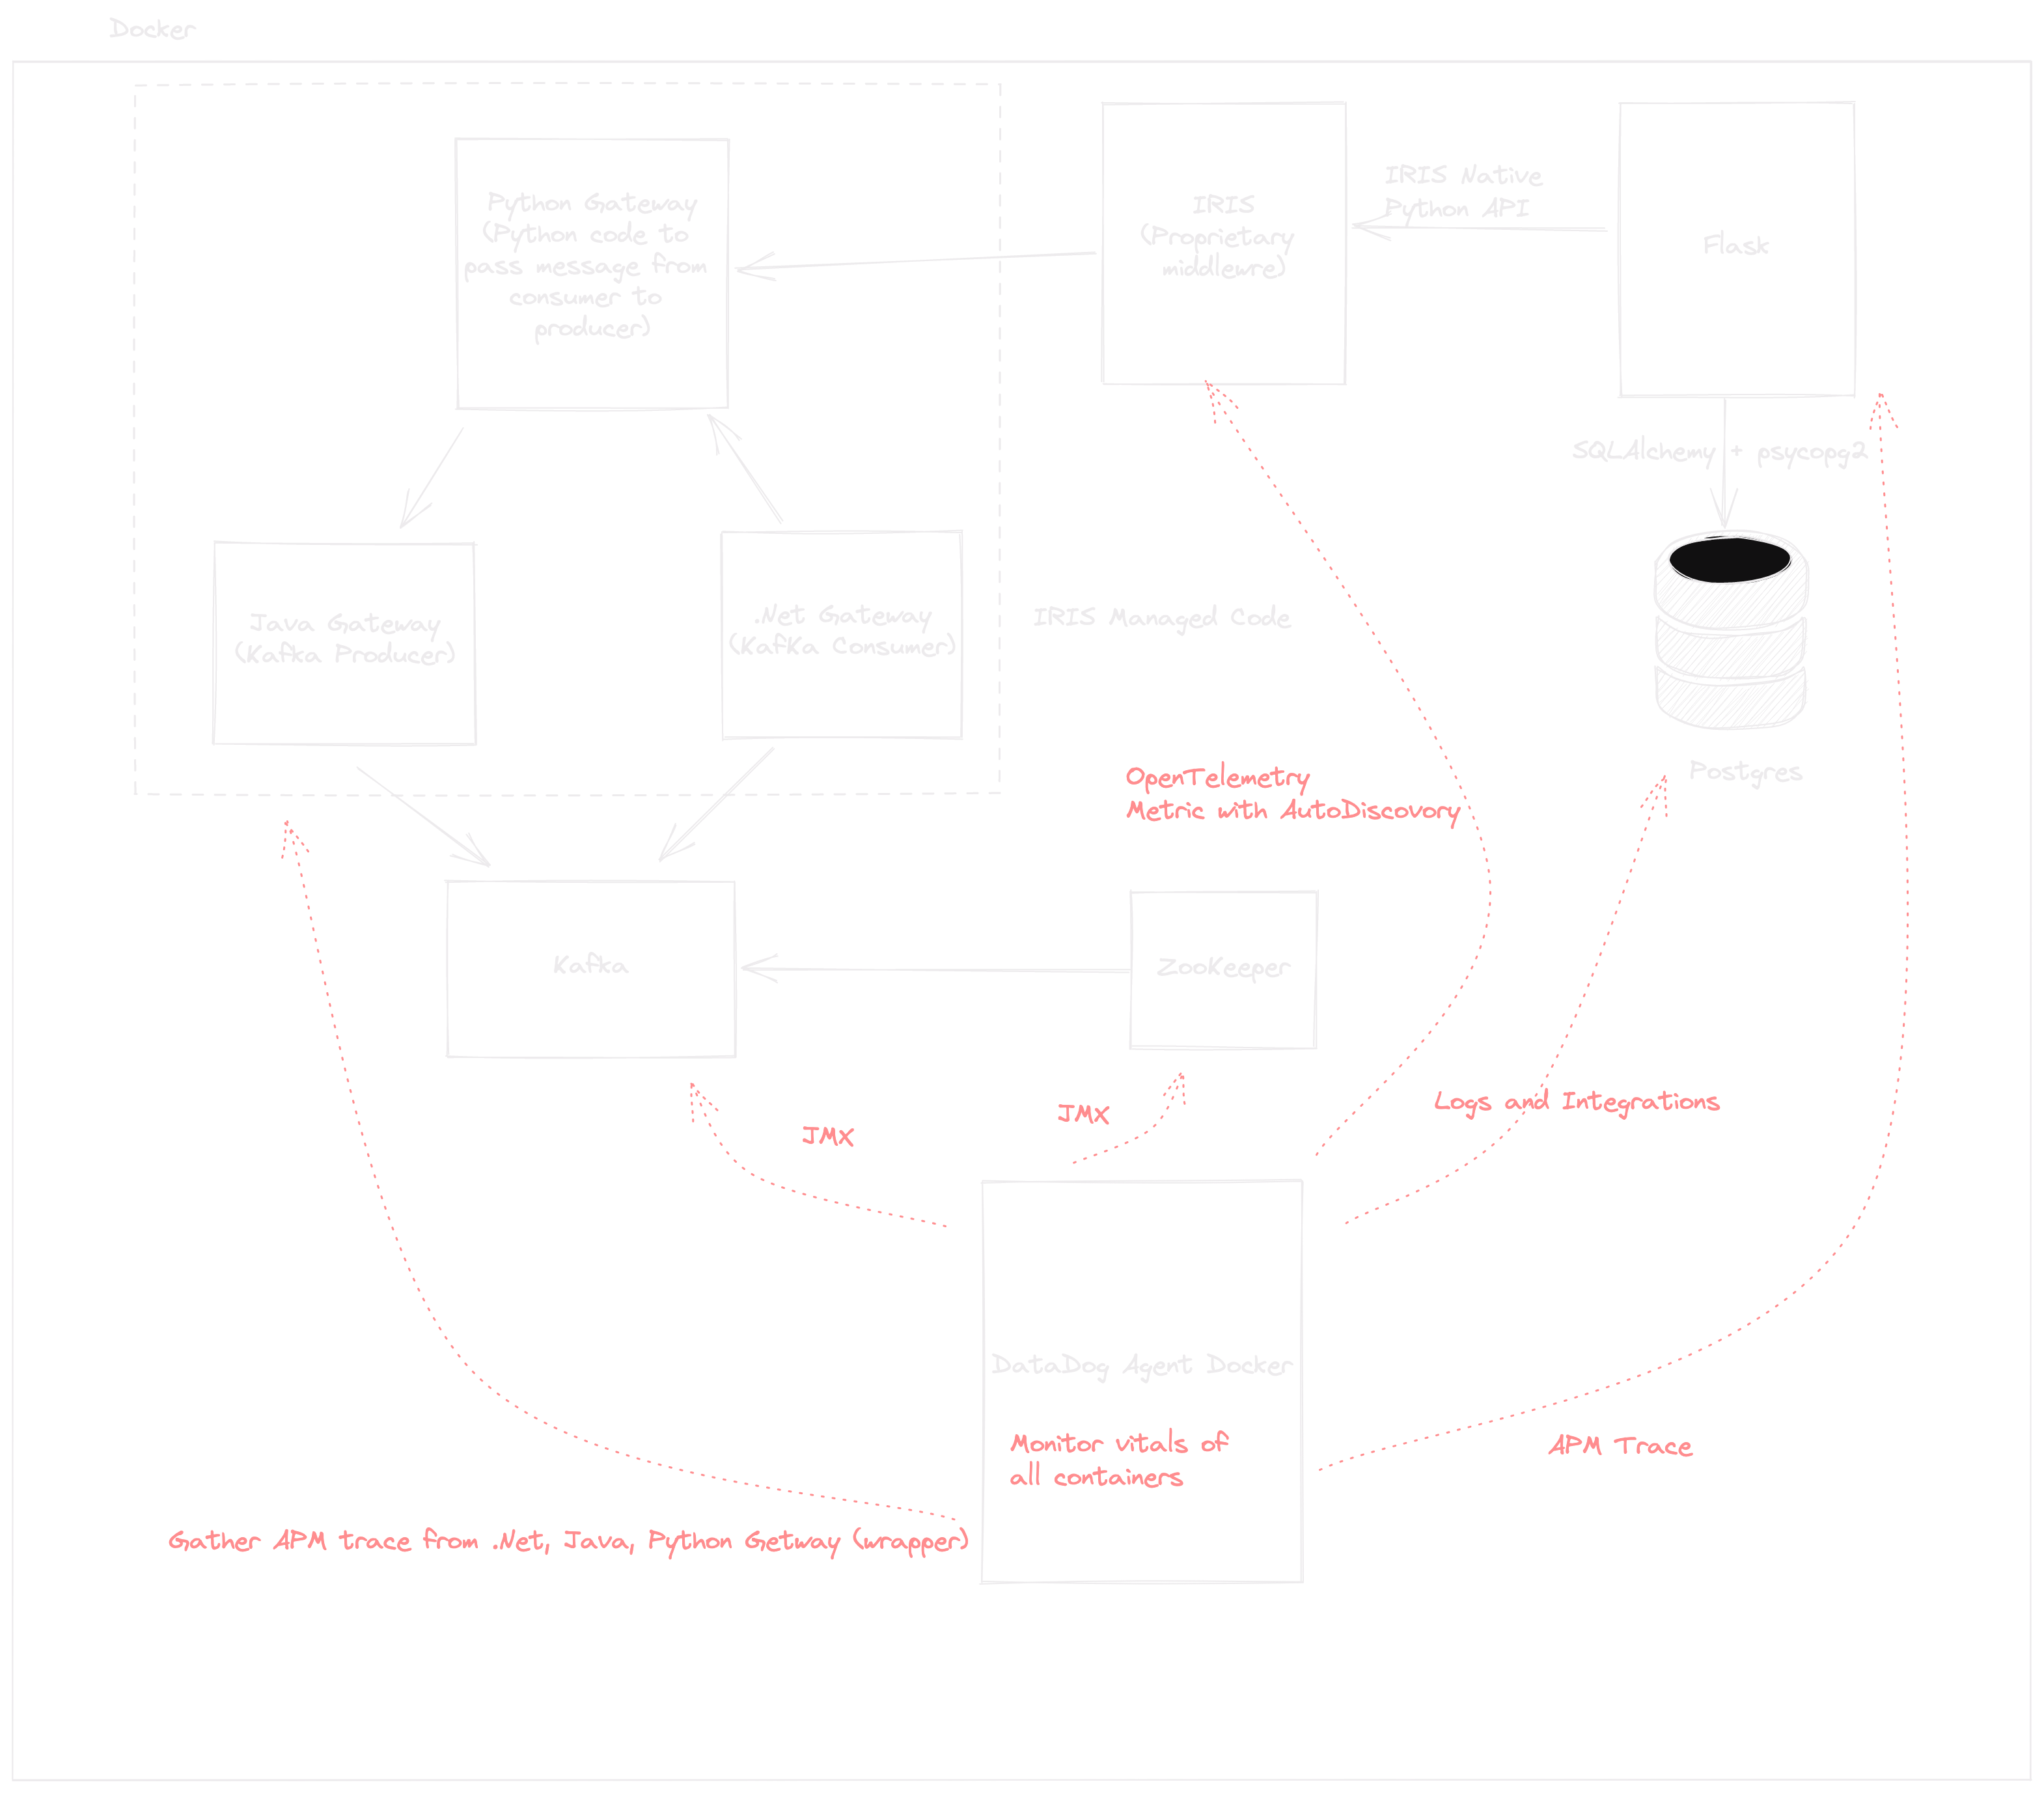 Docker
Python Gateway
(Python code to
pass message from
consumer to
producer)
IRIS
(Proprietary
middlewre)
IRIS Native
Python API
Flask
SQLAlchemy + psycopg2
Java Gateway
(Kafka Producer)
.Net Gateway
(KafKa Consumer)
IRIS Managed Code
Postgres
OpenTelemetry
Metric with AutoDiscovory
Kafka
ZooKeeper
JMX
JMX
Logs and Integrations
DataDog Agent Docker
Monitor vitals of
all containers
APM Trace
Gather APM trace from .Net, Java, Python Getway (wrapper)